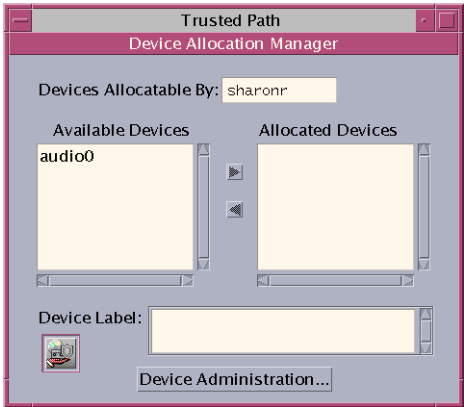 Trusted Path
Device Allocation Manager
Devices Allocatable By: sharonr
Available Devices
Allocated Devices
audio0
Device Label:
Device Administration...